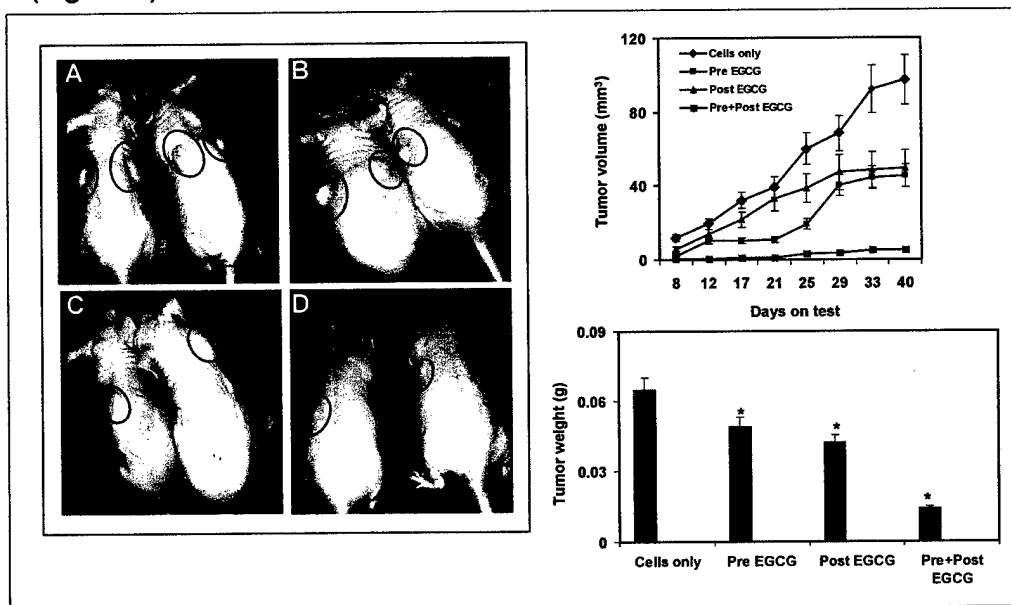 A
B
C
D
120
80
40
0
Tumor volume (mm³)
Cells only
Pre EGCG
Post EGCG
Pre+Post EGCG
8 12 17 21 25 29 33 40
Days on test
0.09
0.06
0.03
0
Tumor weight (g)
* * *
Cells only Pre EGCG Post EGCG Pre+Post
EGCG